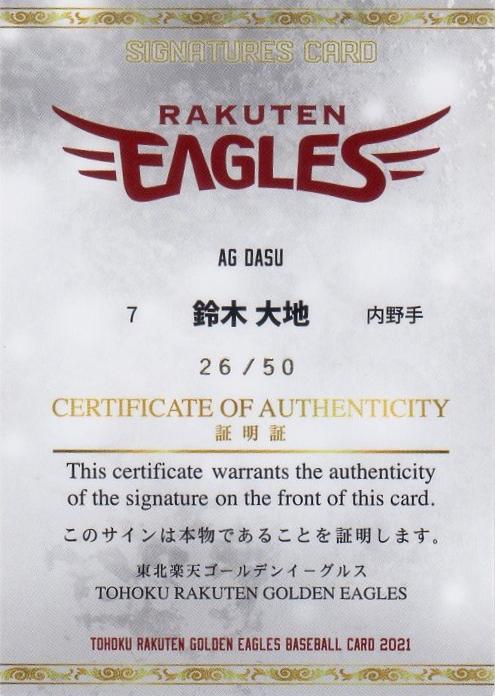 SIGNATURES CARD
RAKUTEN
EAGLES
AG DASU
7 鈴木 大地 内野手
26/50
CERTIFICATE OF AUTHENTICITY
証明証
This certificate warrants the authenticity
of the signature on the front of this card.
このサインは本物であることを証明します。
東北楽天ゴールデンイーグルス
TOHOKU RAKUTEN GOLDEN EAGLES
TOHOKU RAKUTEN GOLDEN EAGLES BASEBALL CARD 2021